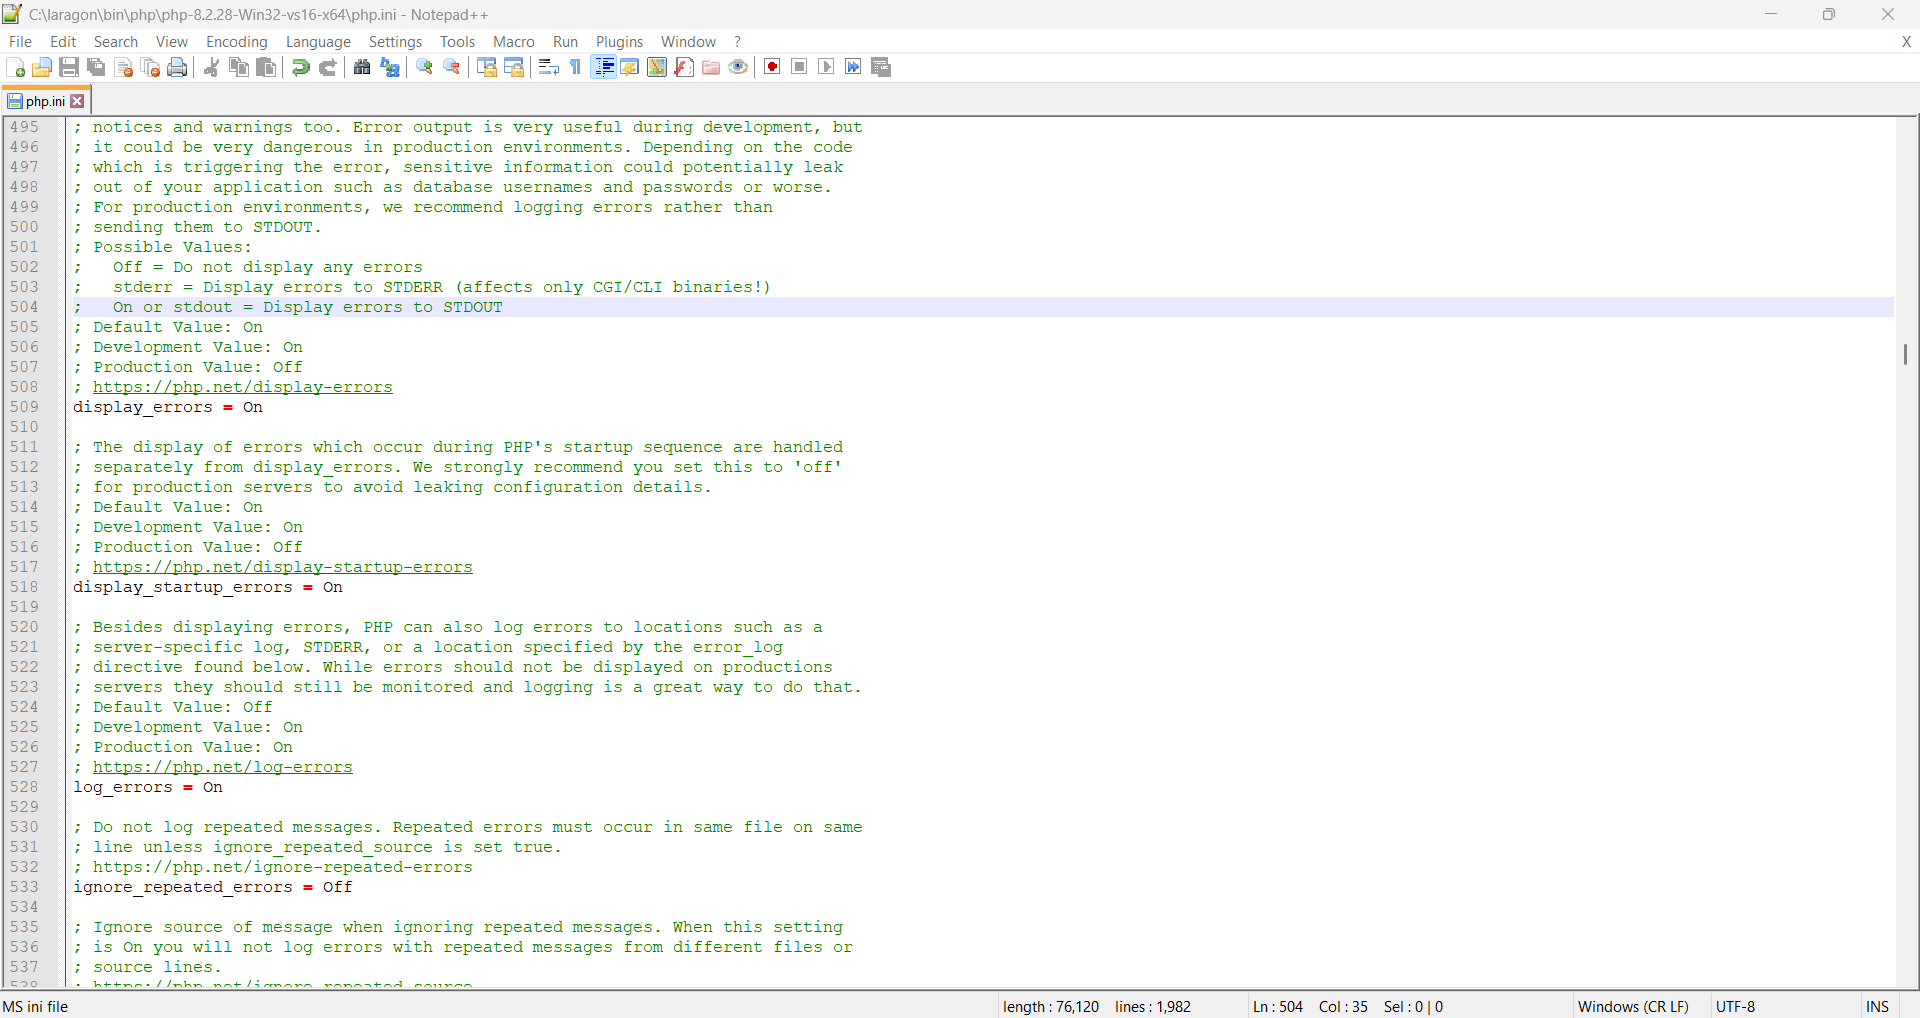 C:\laragon\bin\php\php-8.2.28-Win32-vs16-x64\php.ini - Notepad++
File Edit Search View Encoding Language Settings Tools Macro Run Plugins Window ? X
php.ini
495 ; notices and warnings too. Error output is very useful during development, but
496 ; it could be very dangerous in production environments. Depending on the code
497 ; which is triggering the error, sensitive information could potentially leak
498 ; out of your application such as database usernames and passwords or worse.
499 ; For production environments, we recommend logging errors rather than
500 ; sending them to STDOUT.
501 ; Possible Values:
502 ;   Off = Do not display any errors
503 ;   stderr = Display errors to STDERR (affects only CGI/CLI binaries!)
504 ;   On or stdout = Display errors to STDOUT
505 ; Default Value: On
506 ; Development Value: On
507 ; Production Value: Off
508 ; https://php.net/display-errors
509 display_errors = On
510
511 ; The display of errors which occur during PHP's startup sequence are handled
512 ; separately from display_errors. We strongly recommend you set this to 'off'
513 ; for production servers to avoid leaking configuration details.
514 ; Default Value: On
515 ; Development Value: On
516 ; Production Value: Off
517 ; https://php.net/display-startup-errors
518 display_startup_errors = On
519
520 ; Besides displaying errors, PHP can also log errors to locations such as a
521 ; server-specific log, STDERR, or a location specified by the error_log
522 ; directive found below. While errors should not be displayed on productions
523 ; servers they should still be monitored and logging is a great way to do that.
524 ; Default Value: Off
525 ; Development Value: On
526 ; Production Value: On
527 ; https://php.net/log-errors
528 log_errors = On
529
530 ; Do not log repeated messages. Repeated errors must occur in same file on same
531 ; line unless ignore_repeated_source is set true.
532 ; https://php.net/ignore-repeated-errors
533 ignore_repeated_errors = Off
534
535 ; Ignore source of message when ignoring repeated messages. When this setting
536 ; is On you will not log errors with repeated messages from different files or
537 ; source lines.
538 ; https://php.net/ignore-repeated-source
MS ini file length : 76,120 lines : 1,982 Ln : 504 Col : 35 Sel : 0 | 0 Windows (CR LF) UTF-8 INS